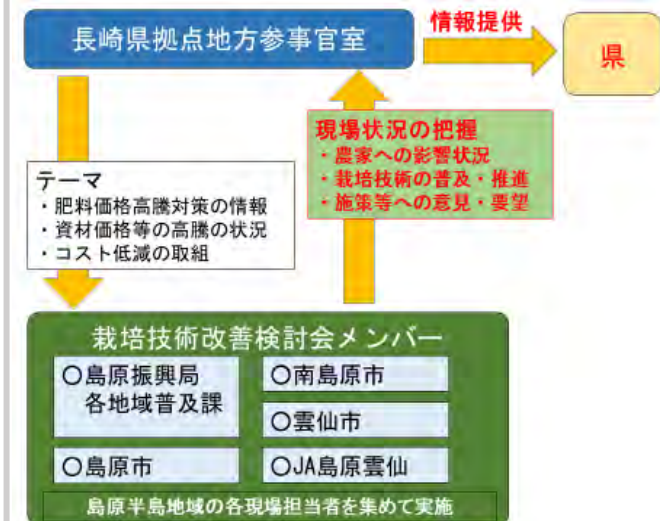 長崎県拠点地方参事官室
情報提供
県
現場状況の把握
・農家への影響状況
・栽培技術の普及・推進
・施策等への意見・要望
テーマ
・肥料価格高騰対策の情報
・資材価格等の高騰の状況
・コスト低減の取組
栽培技術改善検討会メンバー
〇島原振興局
各地域普及課
〇南島原市
〇雲仙市
〇島原市
〇JA島原雲仙
島原半島地域の各現場担当者を集めて実施